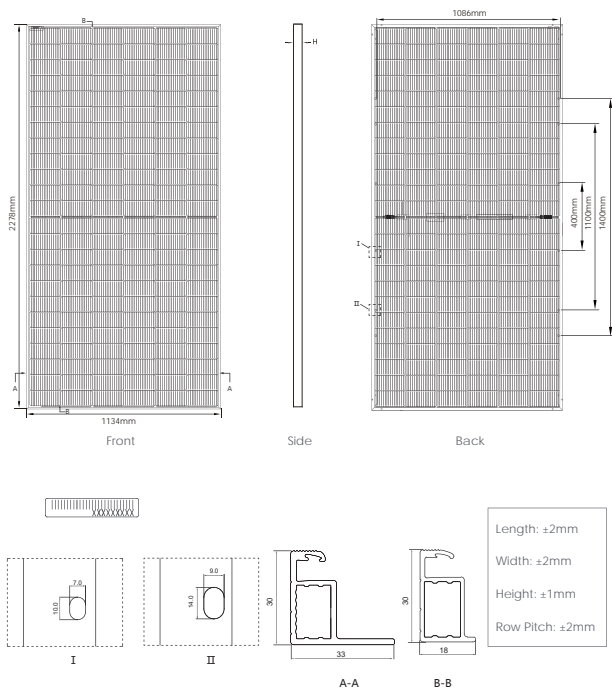 B
1086mm
H
2278mm
400mm
1100mm
1400mm
I
II
A
A
B
1134mm
Front
Side
Back
XXXXXXXXX
7.0
10.0
I
9.0
14.0
II
30
33
A-A
30
18
B-B
Length: ±2mm
Width: ±2mm
Height: ±1mm
Row Pitch: ±2mm